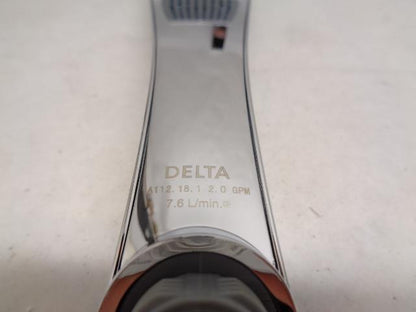 DELTA
A112.18.1 2.0 GPM
7.6 L/min.